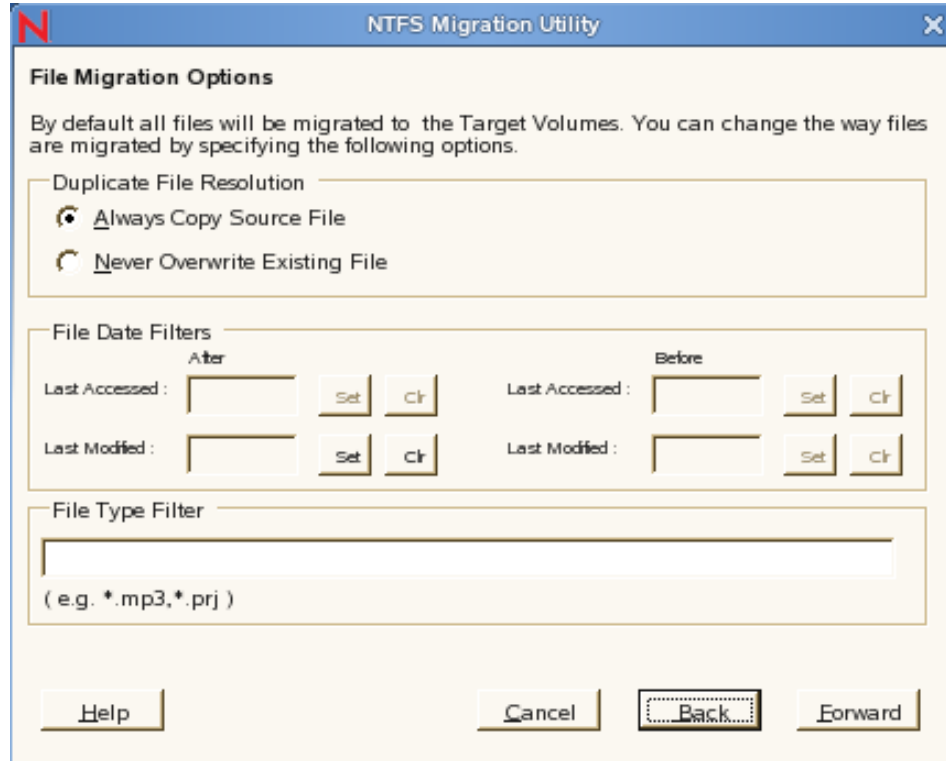 N NTFS Migration Utility X
File Migration Options
By default all files will be migrated to the Target Volumes. You can change the way files
are migrated by specifying the following options.
Duplicate File Resolution
Always Copy Source File
Never Overwrite Existing File
File Date Filters
After Before
Last Accessed : Set Clr Last Accessed : Set Clr
Last Modified : Set Clr Last Modified : Set Clr
File Type Filter
( e.g. *.mp3,*.prj )
Help Cancel Back Forward